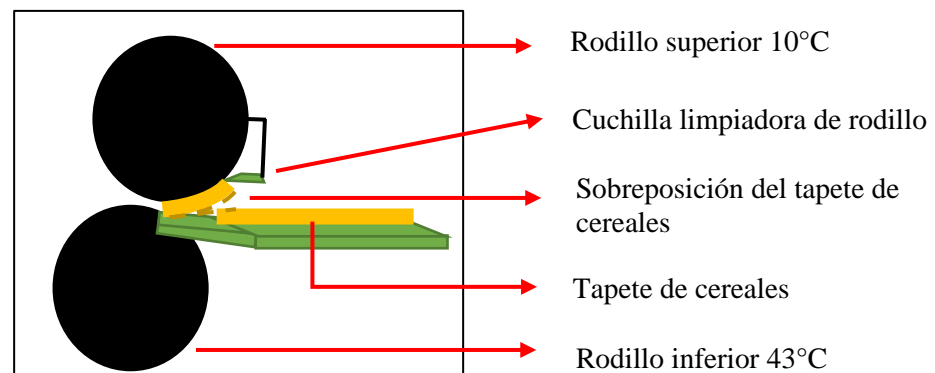 Rodillo superior 10°C
Cuchilla limpiadora de rodillo
Sobreposición del tapete de
cereales
Tapete de cereales
Rodillo inferior 43°C